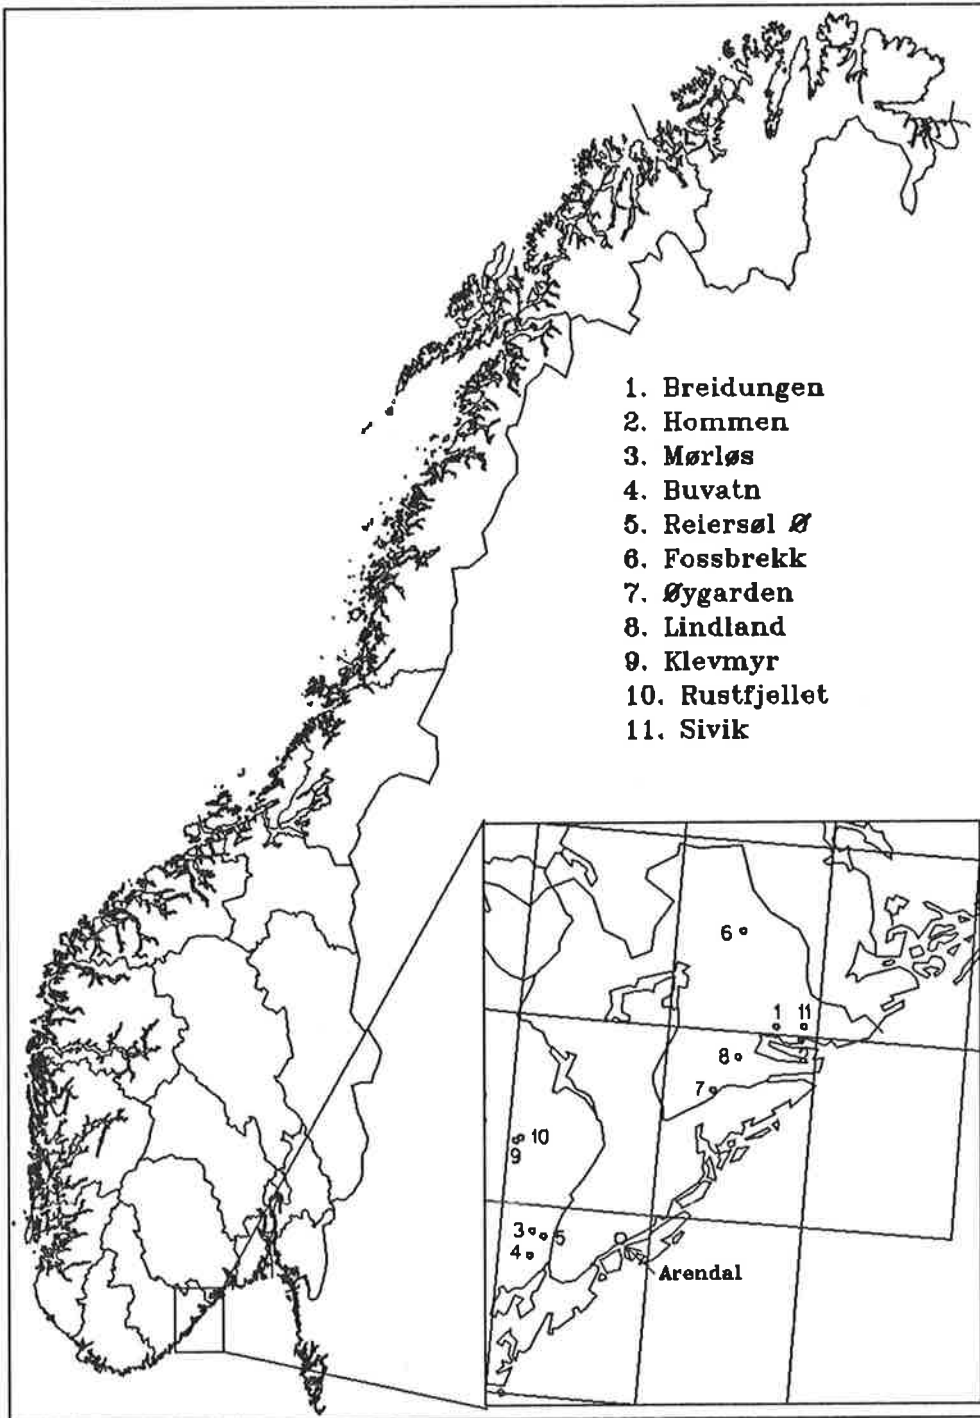 1. Breidungen
2. Hommen
3. Mørløs
4. Buvatn
5. Reiersøl Ø
6. Fossbrekk
7. Øygarden
8. Lindland
9. Klevmyr
10. Rustfjellet
11. Sivik
6
1 11
8
7
10
9
3 5
4
Arendal